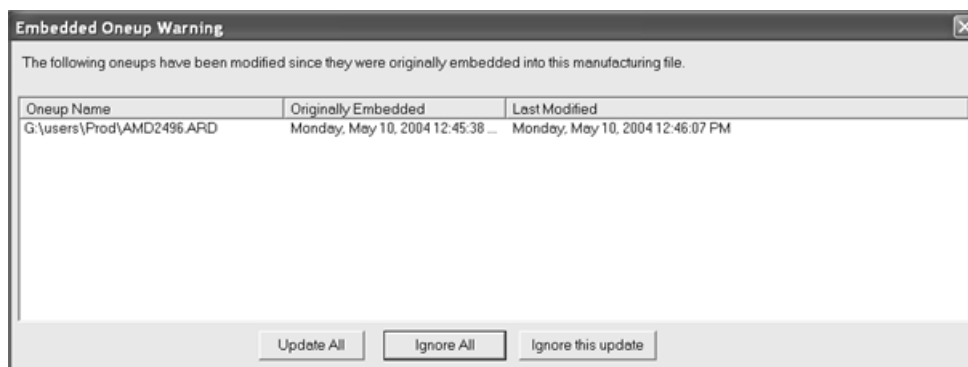 Embedded Oneup Warning
The following oneups have been modified since they were originally embedded into this manufacturing file.
Oneup Name Originally Embedded Last Modified
G:\users\Prod\AMD2496.ARD Monday, May 10, 2004 12:45:38 ... Monday, May 10, 2004 12:46:07 PM
Update All Ignore All Ignore this update